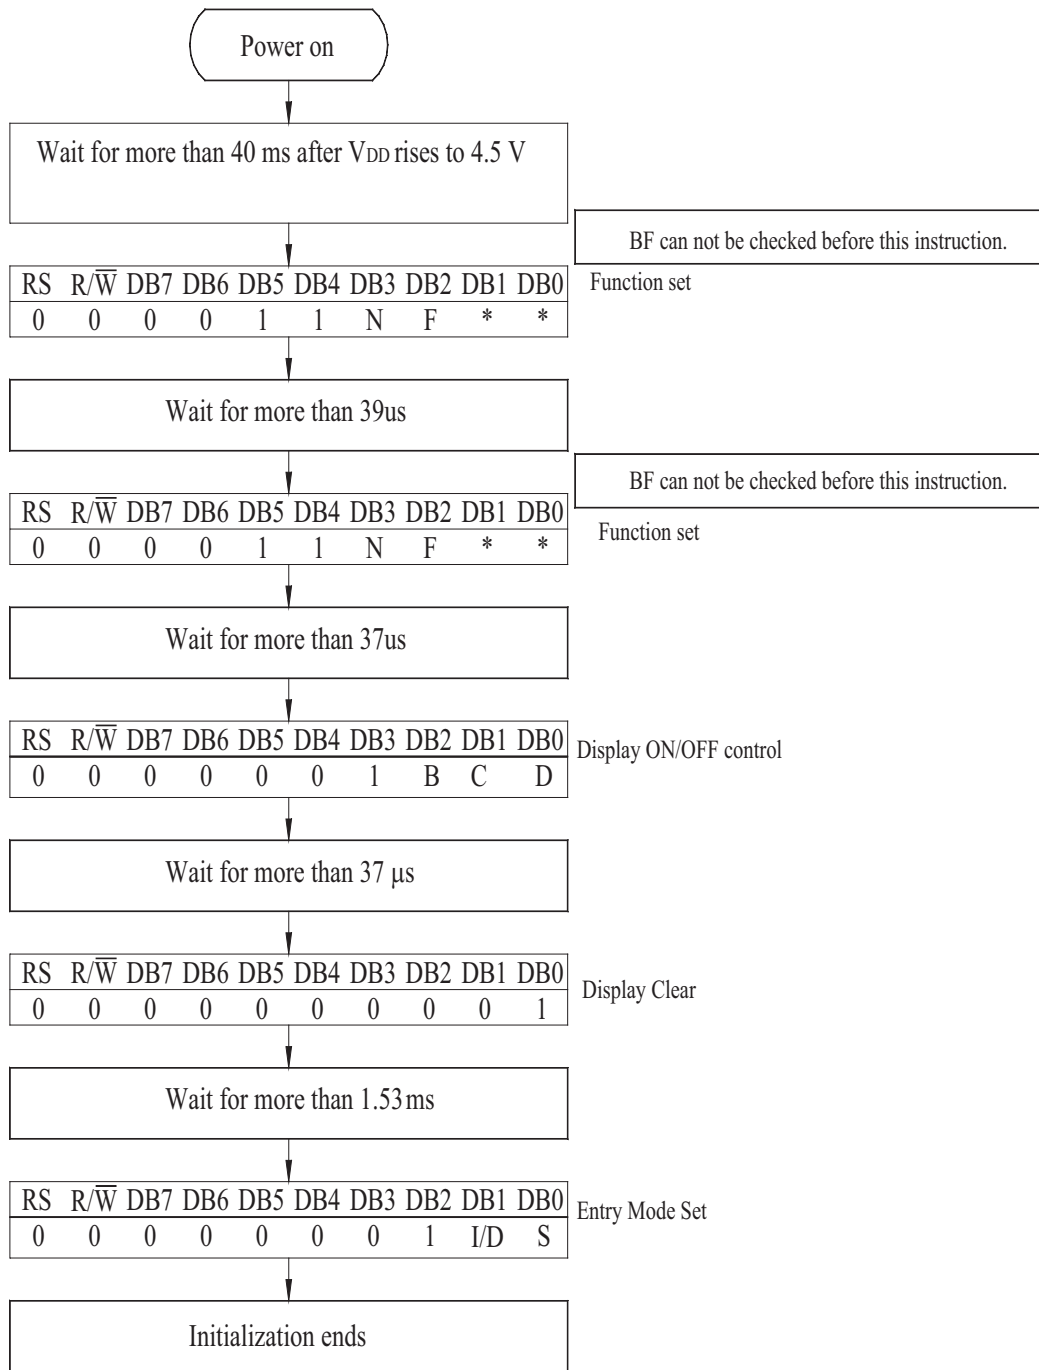 Power on
Wait for more than 40 ms after VDD rises to 4.5 V
BF can not be checked before this instruction.
RS R/W̅ DB7 DB6 DB5 DB4 DB3 DB2 DB1 DB0
Function set
0 0 0 0 1 1 N F * *
Wait for more than 39us
BF can not be checked before this instruction.
RS R/W̅ DB7 DB6 DB5 DB4 DB3 DB2 DB1 DB0
Function set
0 0 0 0 1 1 N F * *
Wait for more than 37us
RS R/W̅ DB7 DB6 DB5 DB4 DB3 DB2 DB1 DB0
Display ON/OFF control
0 0 0 0 0 0 1 B C D
Wait for more than 37 μs
RS R/W̅ DB7 DB6 DB5 DB4 DB3 DB2 DB1 DB0
Display Clear
0 0 0 0 0 0 0 0 0 1
Wait for more than 1.53ms
RS R/W̅ DB7 DB6 DB5 DB4 DB3 DB2 DB1 DB0
Entry Mode Set
0 0 0 0 0 0 0 1 I/D S
Initialization ends